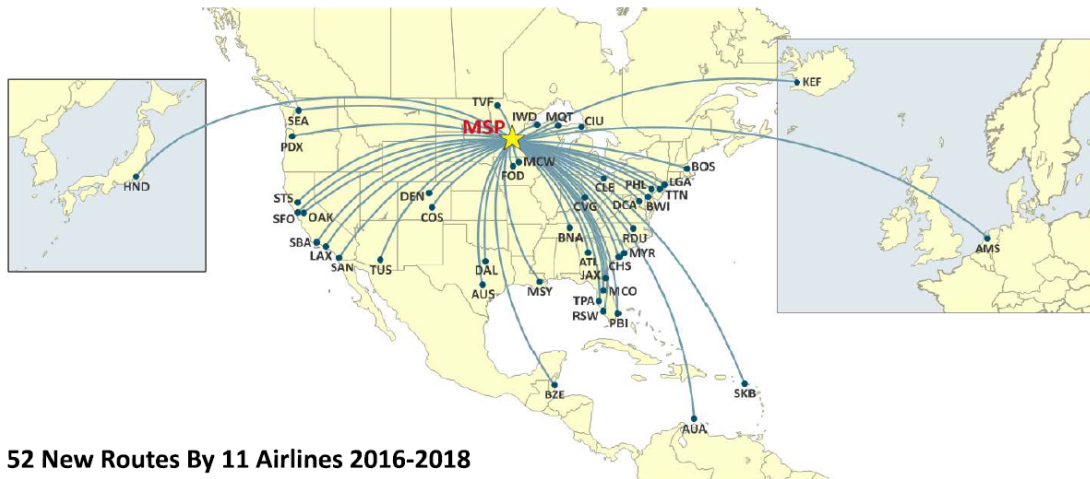 KEF
TVF
IWD
MQT
CIU
SEA
MSP
PDX
MCW
FOD
BOS
HND
CLE
PHL
LGA
TTN
DEN
STS
COS
CVG
DCA
BWI
SFO
OAK
SBA
BNA
RDU
LAX
SAN
TUS
DAL
ATL
CHS
MYR
AMS
JAX
AUS
MSY
MCO
TPA
RSW
PBI
BZE
SKB
AUA
52 New Routes By 11 Airlines 2016-2018